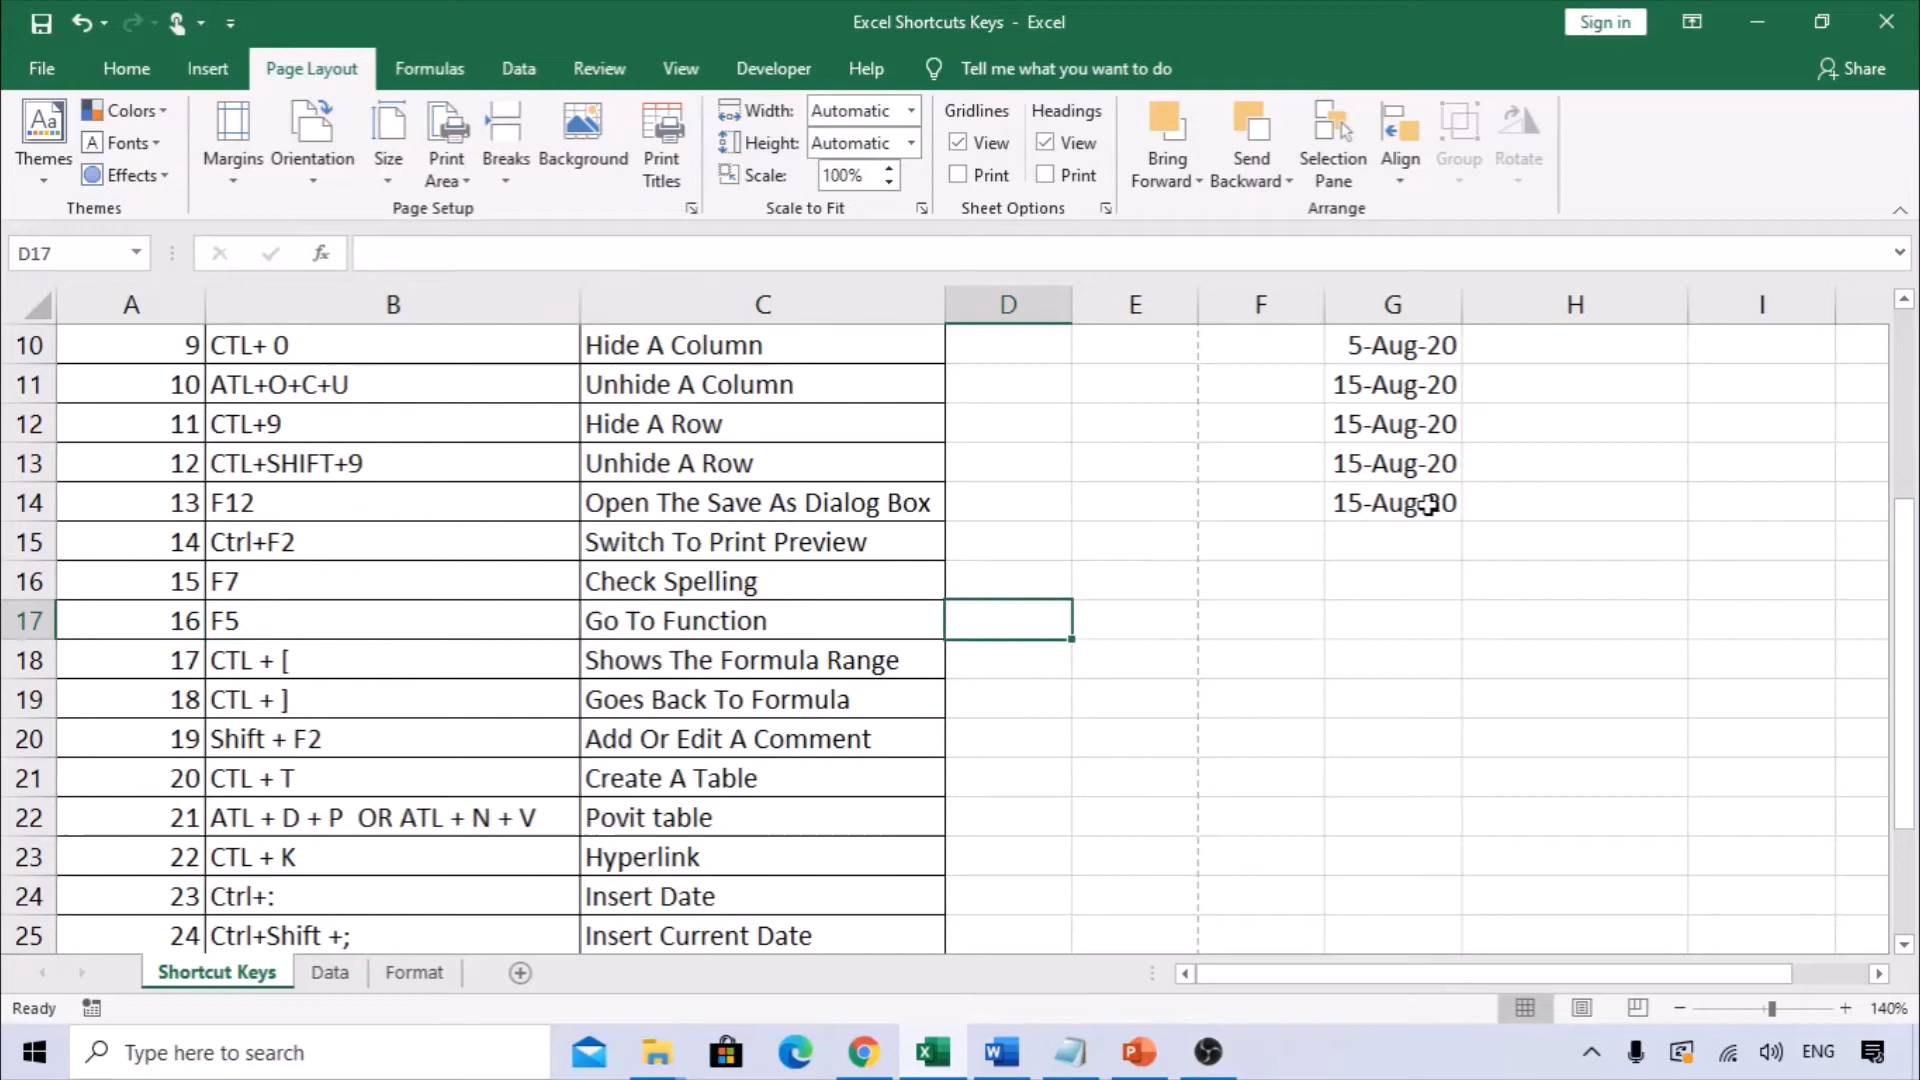 Excel Shortcuts Keys - Excel
Sign in
File Home Insert Page Layout Formulas Data Review View Developer Help Tell me what you want to do Share
Aa Colors Width: Automatic Gridlines Headings
A Fonts Height: Automatic View View
Themes Effects Margins Orientation Size Print Area Breaks Background Print Titles Scale: 100% Print Print Bring Forward Send Backward Selection Pane Align Group Rotate
Themes Page Setup Scale to Fit Sheet Options Arrange
D17 fx
A B C D E F G H I
10 9 CTL+ 0 Hide A Column 5-Aug-20
11 10 ATL+O+C+U Unhide A Column 15-Aug-20
12 11 CTL+9 Hide A Row 15-Aug-20
13 12 CTL+SHIFT+9 Unhide A Row 15-Aug-20
14 13 F12 Open The Save As Dialog Box 15-Aug-20
15 14 Ctrl+F2 Switch To Print Preview
16 15 F7 Check Spelling
17 16 F5 Go To Function
18 17 CTL + [ Shows The Formula Range
19 18 CTL + ] Goes Back To Formula
20 19 Shift + F2 Add Or Edit A Comment
21 20 CTL + T Create A Table
22 21 ATL + D + P OR ATL + N + V Povit table
23 22 CTL + K Hyperlink
24 23 Ctrl+: Insert Date
25 24 Ctrl+Shift +; Insert Current Date
Shortcut Keys Data Format
Ready 140%
Type here to search ENG